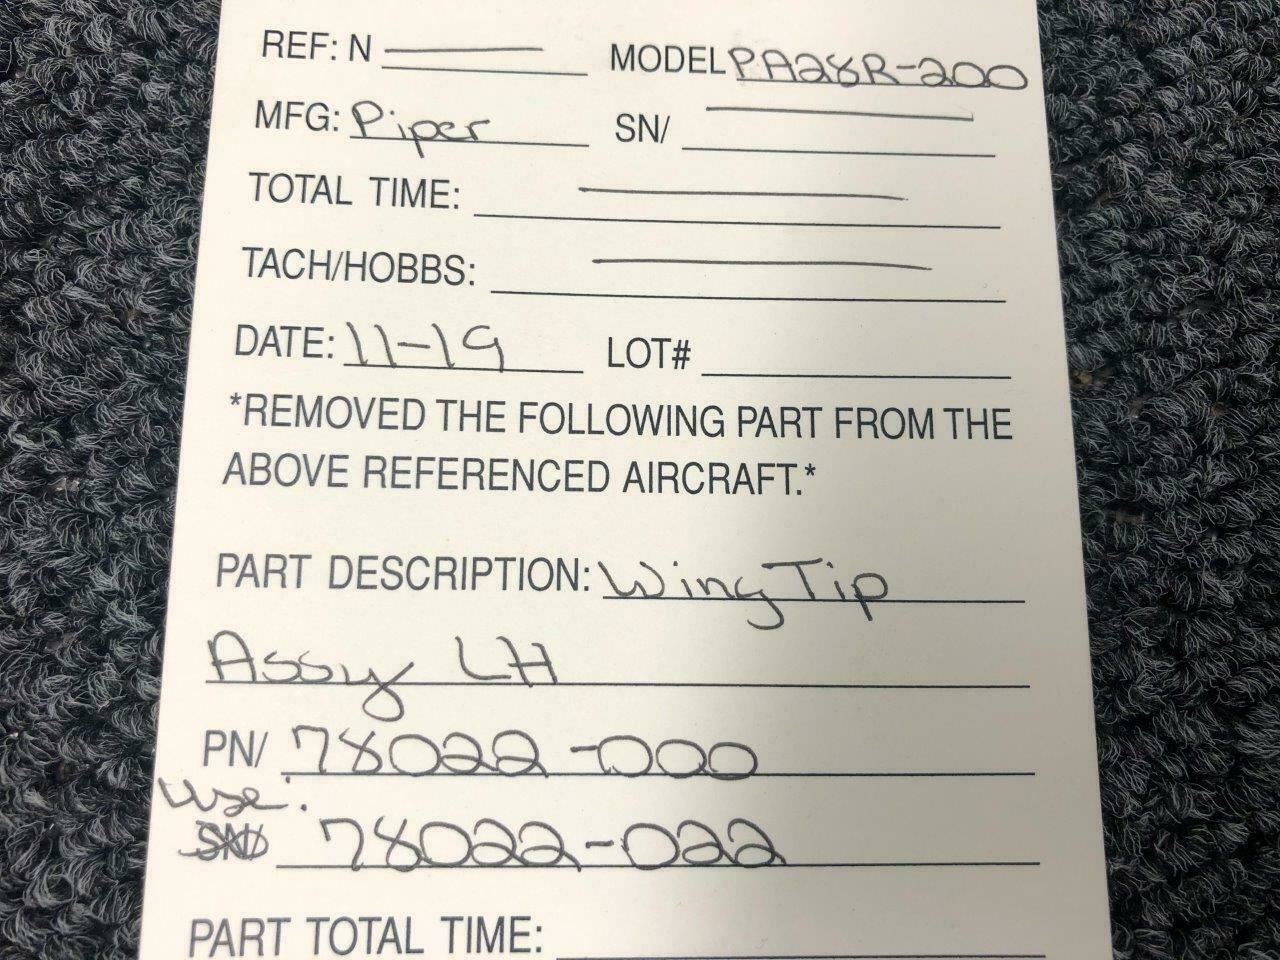 REF: N MODEL PA28R-200
MFG: Piper SN/
TOTAL TIME:
TACH/HOBBS:
DATE: 11-19 LOT#
*REMOVED THE FOLLOWING PART FROM THE
ABOVE REFERENCED AIRCRAFT.*
PART DESCRIPTION: Wing Tip
Assy LH
PN/ 78022-000
Use:
SN/ 78022-022
PART TOTAL TIME: